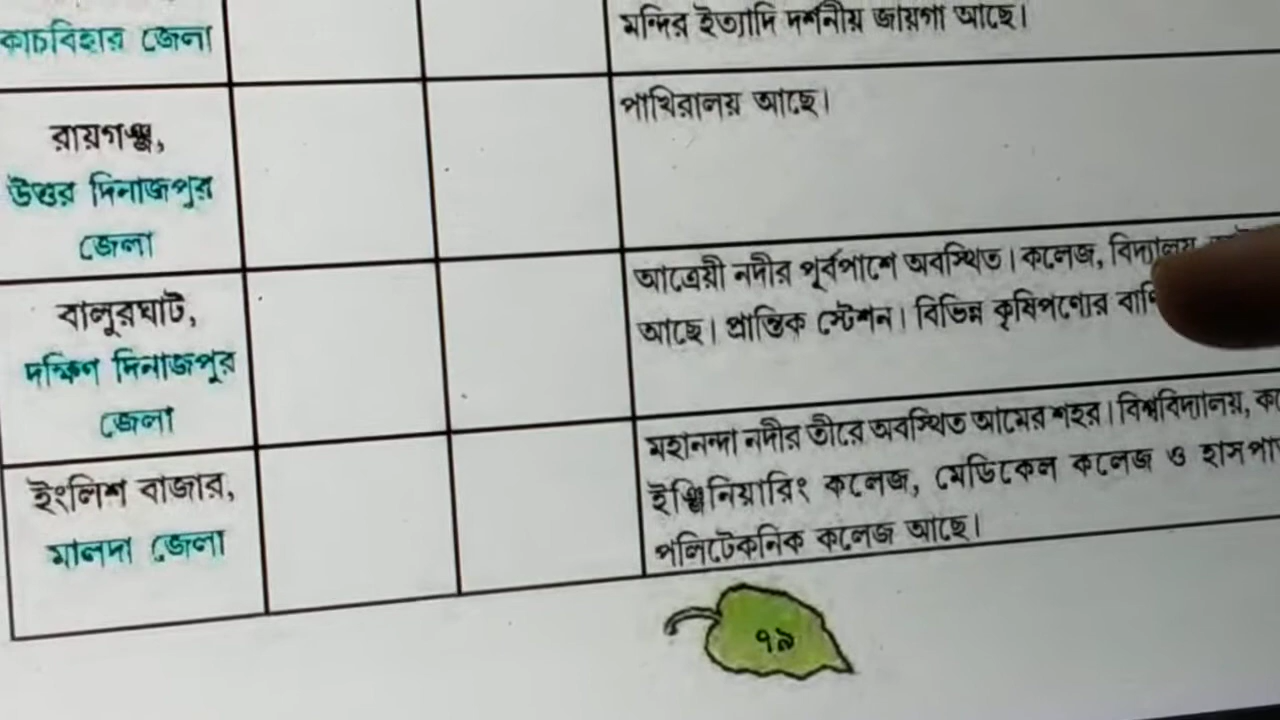 কোচবিহার জেলা
মন্দির ইত্যাদি দর্শনীয় জায়গা আছে।
রায়গঞ্জ,
উত্তর দিনাজপুর
জেলা
পাখিরালয় আছে।
বালুরঘাট,
দক্ষিণ দিনাজপুর
জেলা
আত্রেয়ী নদীর পূর্বপাশে অবস্থিত। কলেজ, বিদ্যালয়
আছে। প্রান্তিক স্টেশন। বিভিন্ন কৃষিপণ্যের
ইংলিশ বাজার,
মালদা জেলা
মহানন্দা নদীর তীরে অবস্থিত আমের শহর। বিশ্ববিদ্যালয়,
ইঞ্জিনিয়ারিং কলেজ, মেডিকেল কলেজ ও
পলিটেকনিক কলেজ আছে।
৭৯